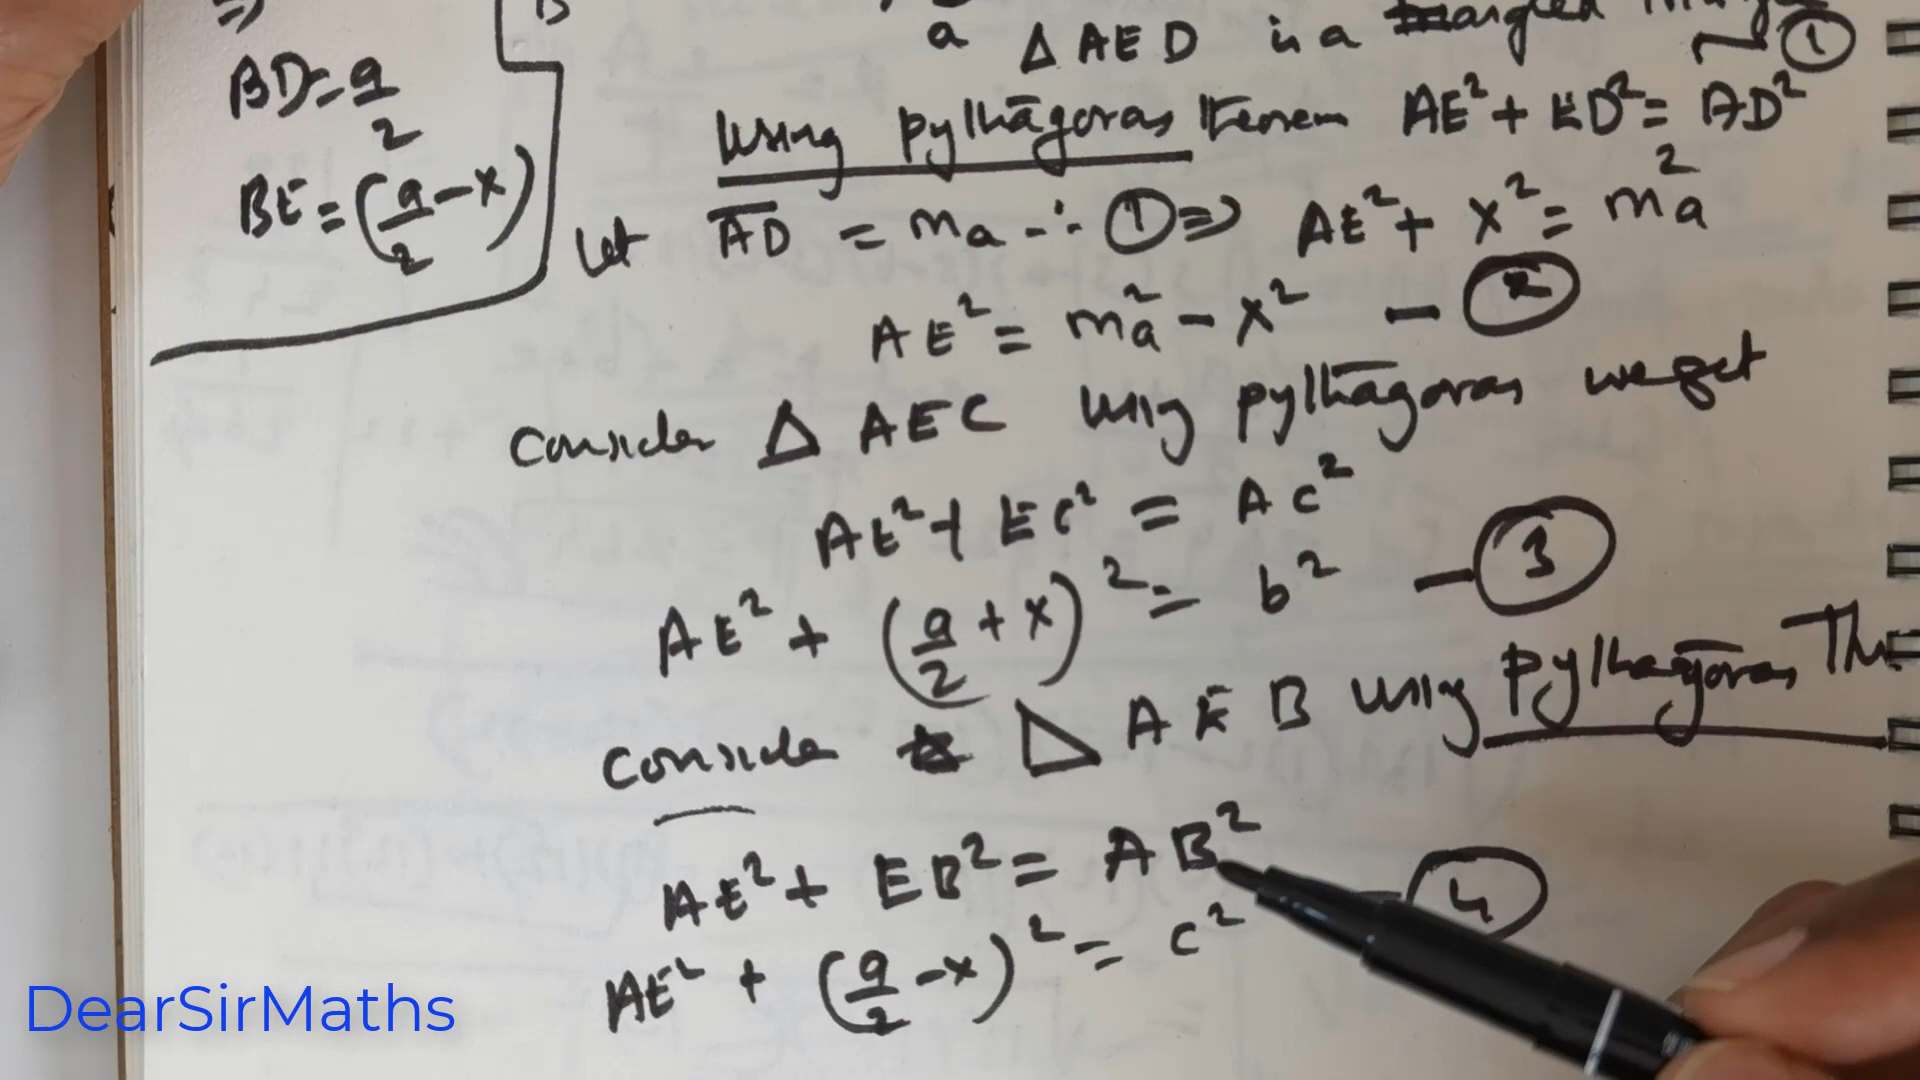 ⇒
B
BD = a/2
BE = (a/2 - x)
a Δ AED is a angled
①
Using pythagoras theorem AE² + ED² = AD²
Let AD = ma ∴ ① ⇒ AE² + x² = ma²
AE² = ma² - x² - ②
Consider Δ AEC using pythagoras we get
AE² + EC² = AC²
AE² + (a/2 + x)² = b² - ③
Consider Δ AEB using pythagoras Th
AE² + EB² = AB²
AE² + (a/2 - x)² = c² - ④
DearSirMaths